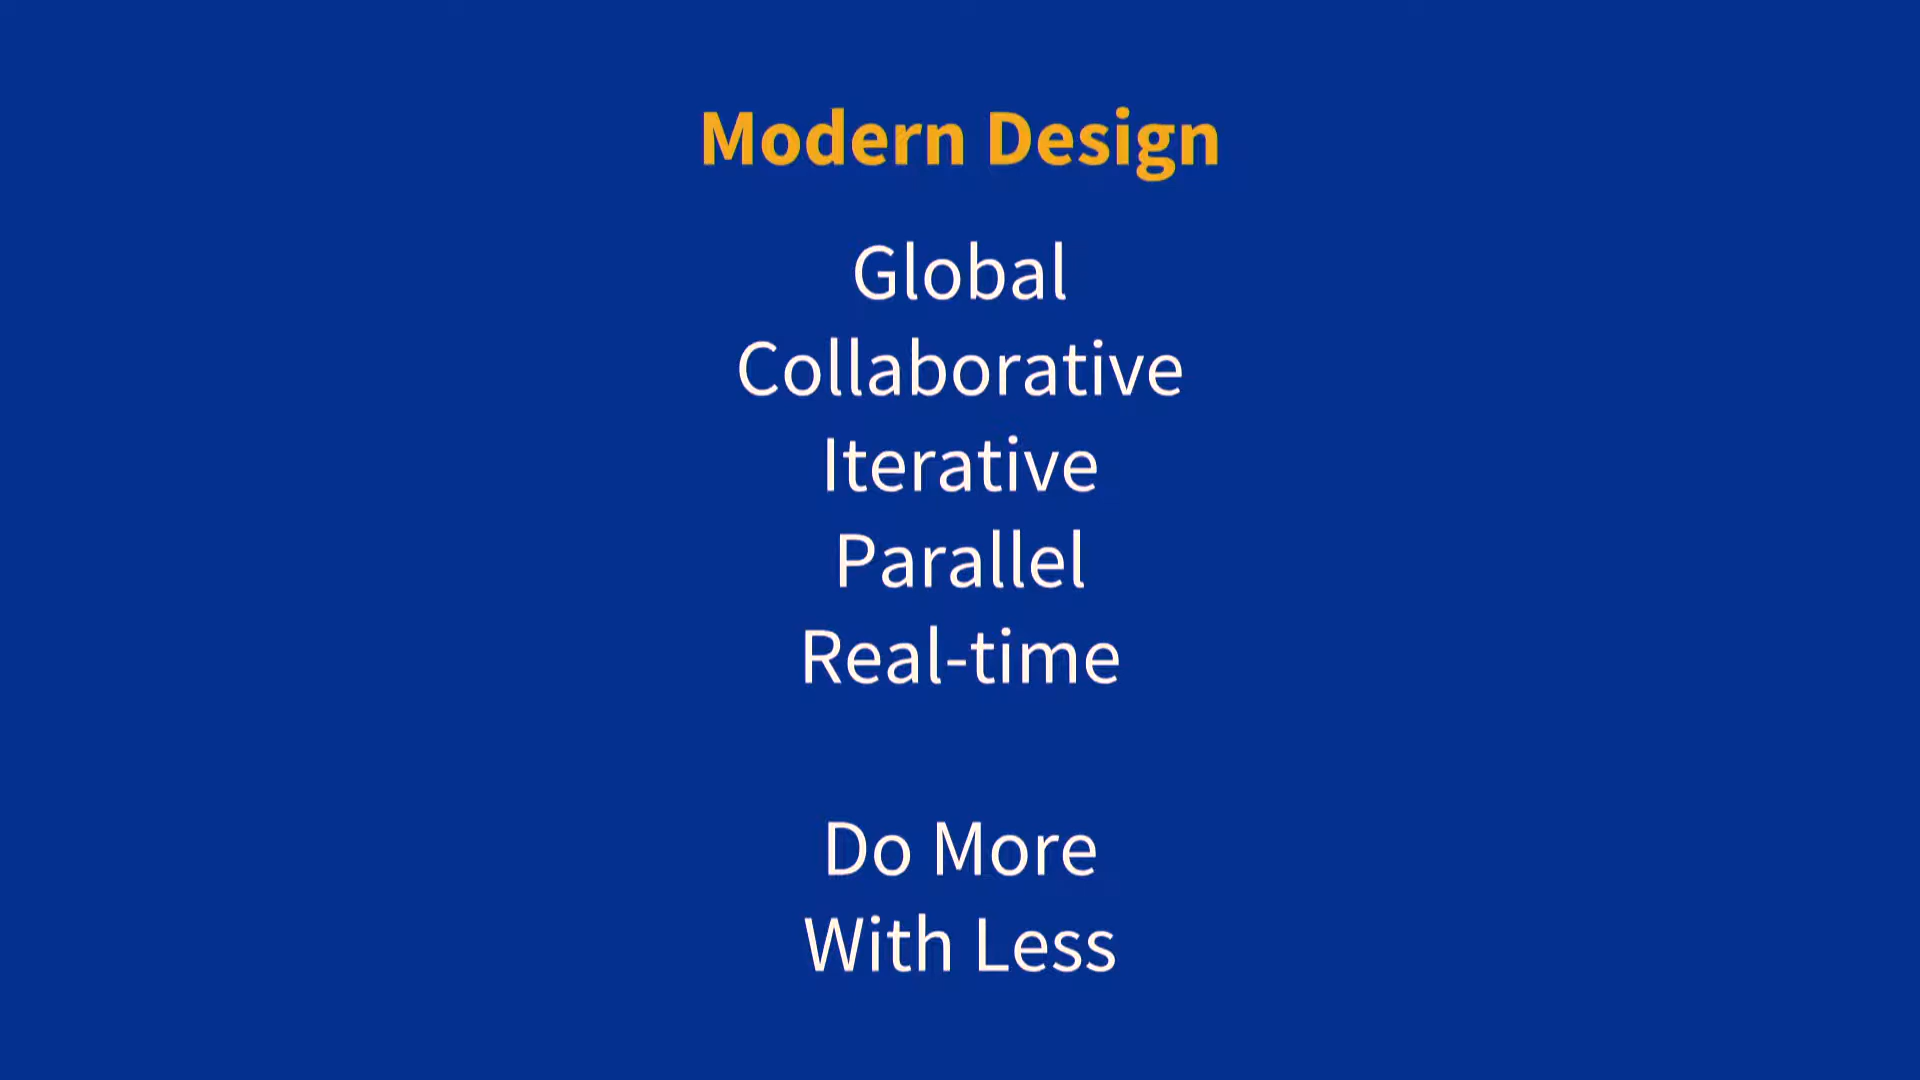 Modern Design
Global
Collaborative
Iterative
Parallel
Real-time
Do More
With Less